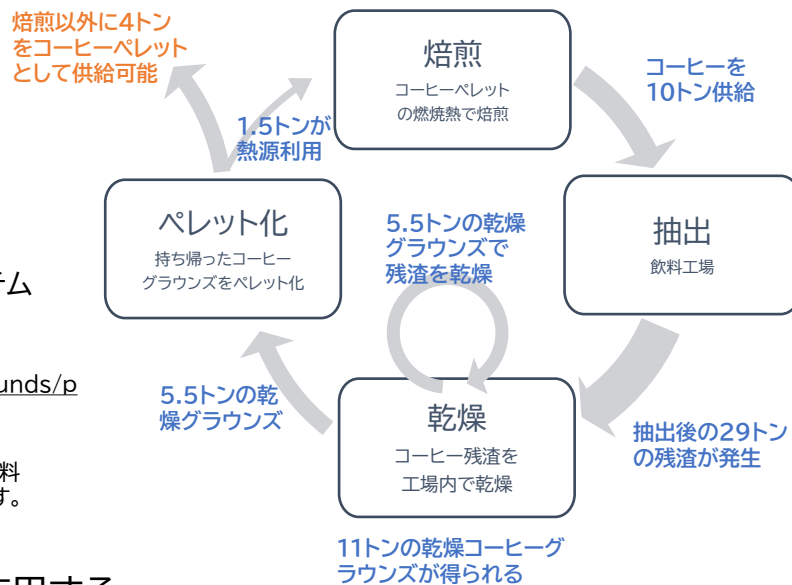 焙煎以外に4トン
をコーヒーペレット
として供給可能
焙煎
コーヒーペレット
の燃焼熱で焙煎
コーヒーを
10トン供給
1.5トンが
熱源利用
ペレット化
持ち帰ったコーヒー
グラウンズをペレット化
5.5トンの乾燥
グラウンズで
残渣を乾燥
抽出
飲料工場
テム
unds/p
5.5トンの乾
燥グラウンズ
乾燥
コーヒー残渣を
工場内で乾燥
抽出後の29トン
の残渣が発生
料
す。
11トンの乾燥コーヒーグ
ラウンズが得られる
用する